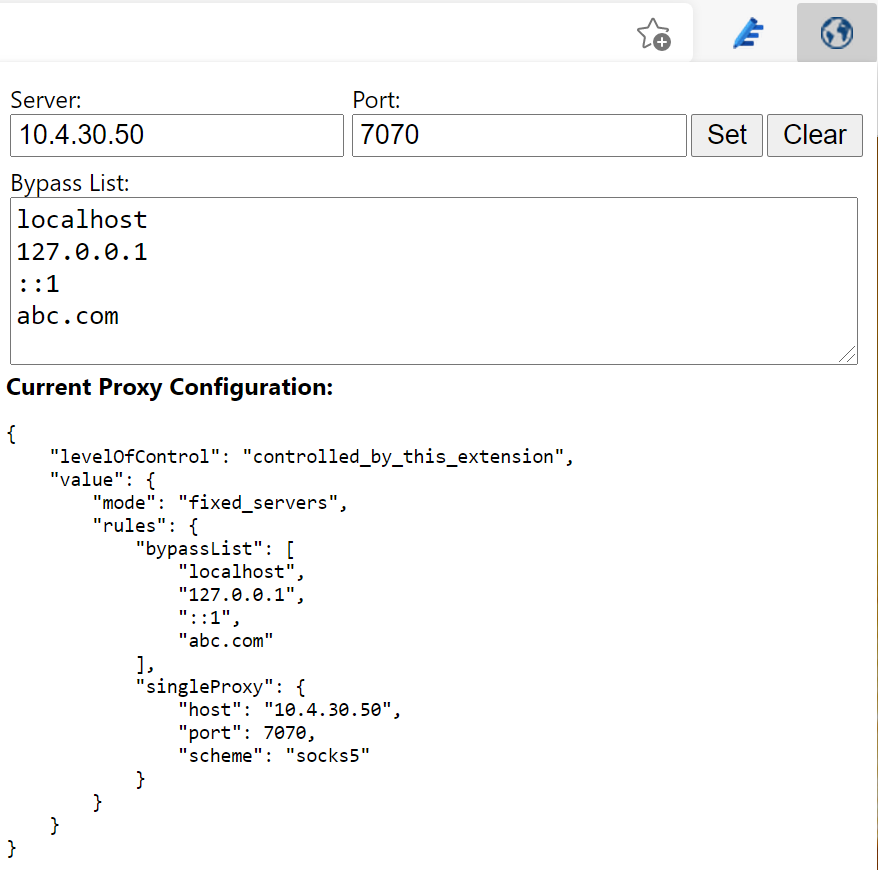 Server: Port:
10.4.30.50 7070 Set Clear
Bypass List:
localhost
127.0.0.1
::1
abc.com
Current Proxy Configuration:
{
    "levelOfControl": "controlled_by_this_extension",
    "value": {
        "mode": "fixed_servers",
        "rules": {
            "bypassList": [
                "localhost",
                "127.0.0.1",
                "::1",
                "abc.com"
            ],
            "singleProxy": {
                "host": "10.4.30.50",
                "port": 7070,
                "scheme": "socks5"
            }
        }
    }
}